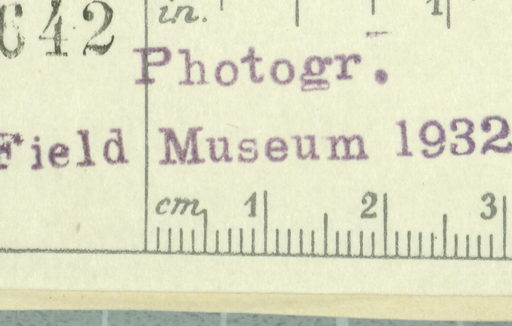 642
in. 1
Photogr.
Field Museum 1932
cm 1 2 3